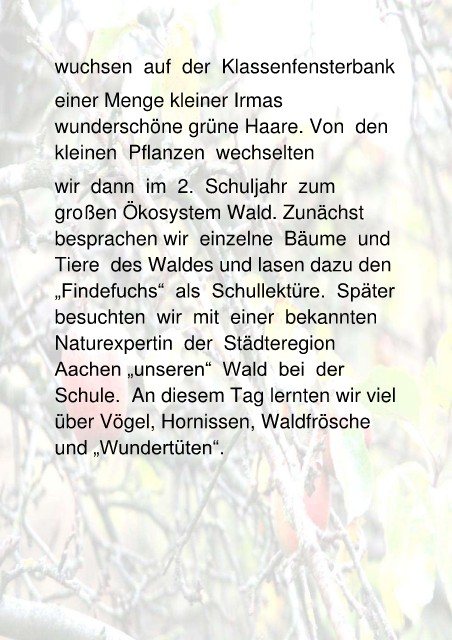 wuchsen auf der Klassenfensterbank
einer Menge kleiner Irmas
wunderschöne grüne Haare. Von den
kleinen Pflanzen wechselten
wir dann im 2. Schuljahr zum
großen Ökosystem Wald. Zunächst
besprachen wir einzelne Bäume und
Tiere des Waldes und lasen dazu den
„Findefuchs“ als Schullektüre. Später
besuchten wir mit einer bekannten
Naturexpertin der Städteregion
Aachen „unseren“ Wald bei der
Schule. An diesem Tag lernten wir viel
über Vögel, Hornissen, Waldfrösche
und „Wundertüten“.